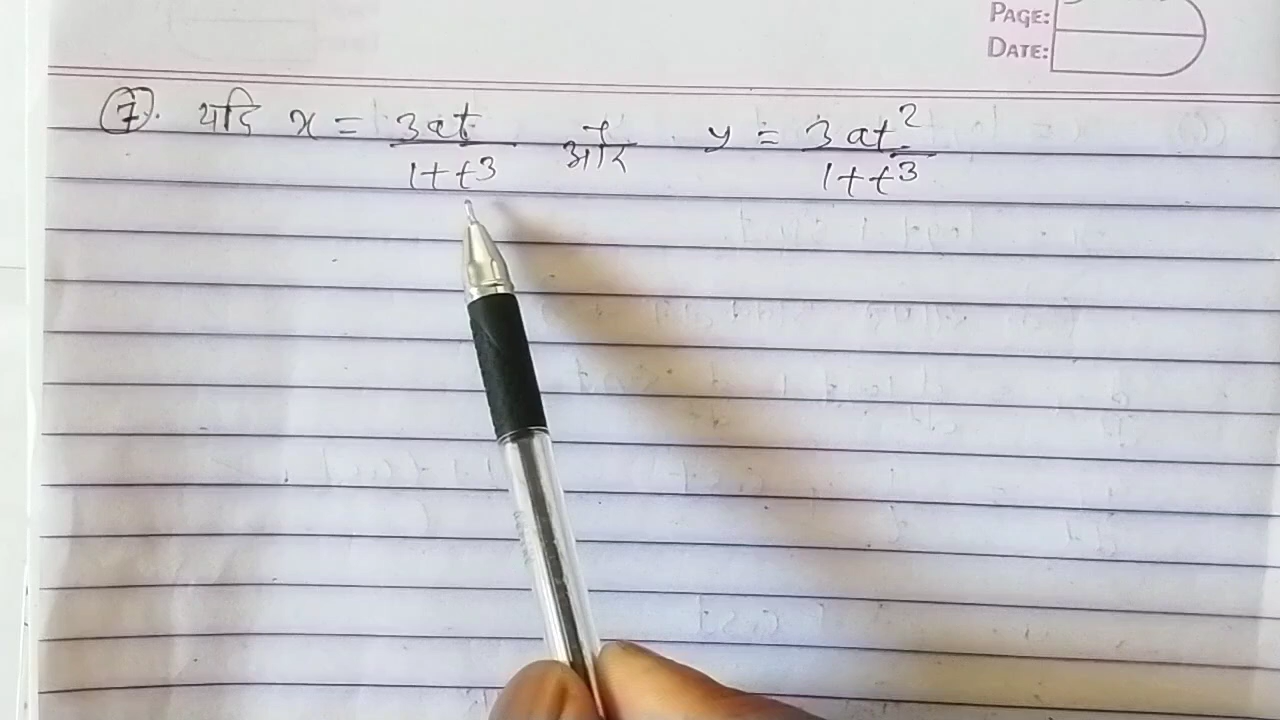 PAGE:
DATE:
(7). यदि x = 3at / 1+t³ और y = 3at² / 1+t³